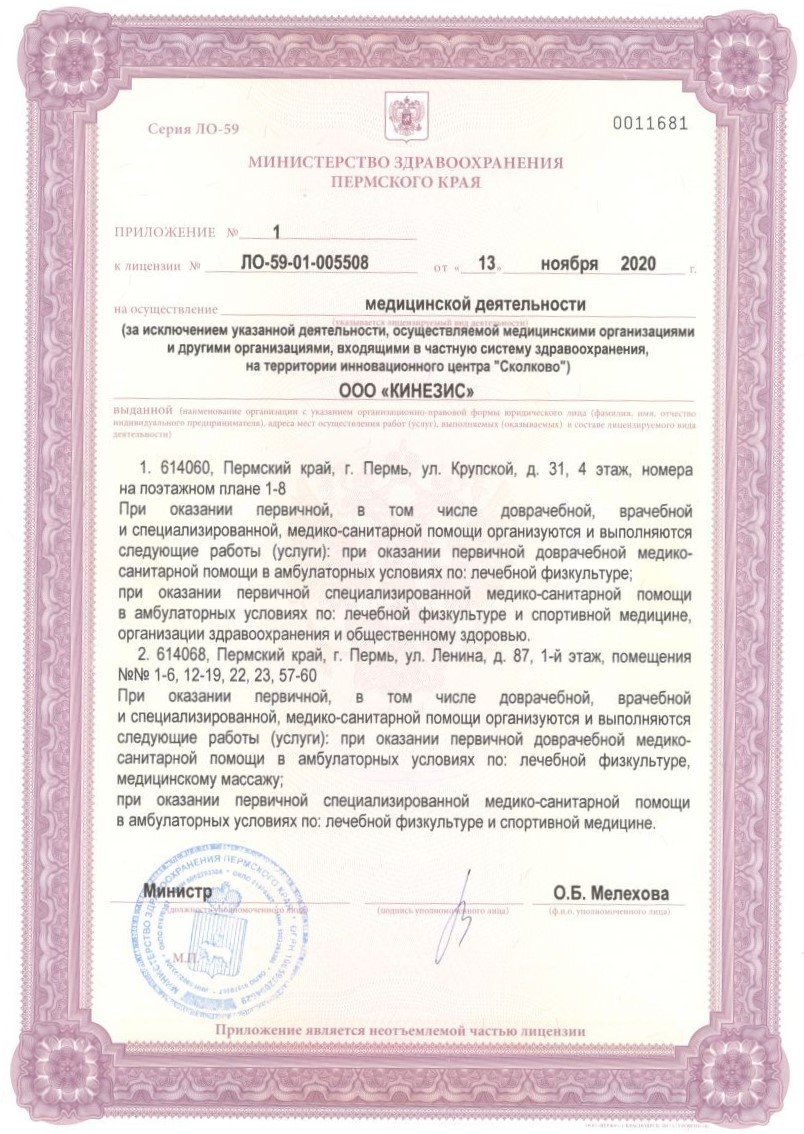 Серия ЛО-59
0011681
МИНИСТЕРСТВО ЗДРАВООХРАНЕНИЯ
ПЕРМСКОГО КРАЯ
ПРИЛОЖЕНИЕ № 1
к лицензии № ЛО-59-01-005508 от « 13 » ноября 2020 г.
на осуществление медицинской деятельности
(указывается лицензируемый вид деятельности)
(за исключением указанной деятельности, осуществляемой медицинскими организациями
и другими организациями, входящими в частную систему здравоохранения,
на территории инновационного центра "Сколково")
ООО «КИНЕЗИС»
выданной (наименование организации с указанием организационно-правовой формы юридического лица (фамилия, имя, отчество
индивидуального предпринимателя), адреса мест осуществления работ (услуг), выполняемых (оказываемых) в составе лицензируемого вида
деятельности)
1. 614060, Пермский край, г. Пермь, ул. Крупской, д. 31, 4 этаж, номера
на поэтажном плане 1-8
При оказании первичной, в том числе доврачебной, врачебной
и специализированной, медико-санитарной помощи организуются и выполняются
следующие работы (услуги): при оказании первичной доврачебной медико-
санитарной помощи в амбулаторных условиях по: лечебной физкультуре;
при оказании первичной специализированной медико-санитарной помощи
в амбулаторных условиях по: лечебной физкультуре и спортивной медицине,
организации здравоохранения и общественному здоровью.
2. 614068, Пермский край, г. Пермь, ул. Ленина, д. 87, 1-й этаж, помещения
№№ 1-6, 12-19, 22, 23, 57-60
При оказании первичной, в том числе доврачебной, врачебной
и специализированной, медико-санитарной помощи организуются и выполняются
следующие работы (услуги): при оказании первичной доврачебной медико-
санитарной помощи в амбулаторных условиях по: лечебной физкультуре,
медицинскому массажу;
при оказании первичной специализированной медико-санитарной помощи
в амбулаторных условиях по: лечебной физкультуре и спортивной медицине.
Министр
О.Б. Мелехова
(должность уполномоченного лица)
(подпись уполномоченного лица)
(ф.и.о. уполномоченного лица)
М.П.
МИНИСТЕРСТВО ЗДРАВООХРАНЕНИЯ ПЕРМСКОГО КРАЯ
Приложение является неотъемлемой частью лицензии